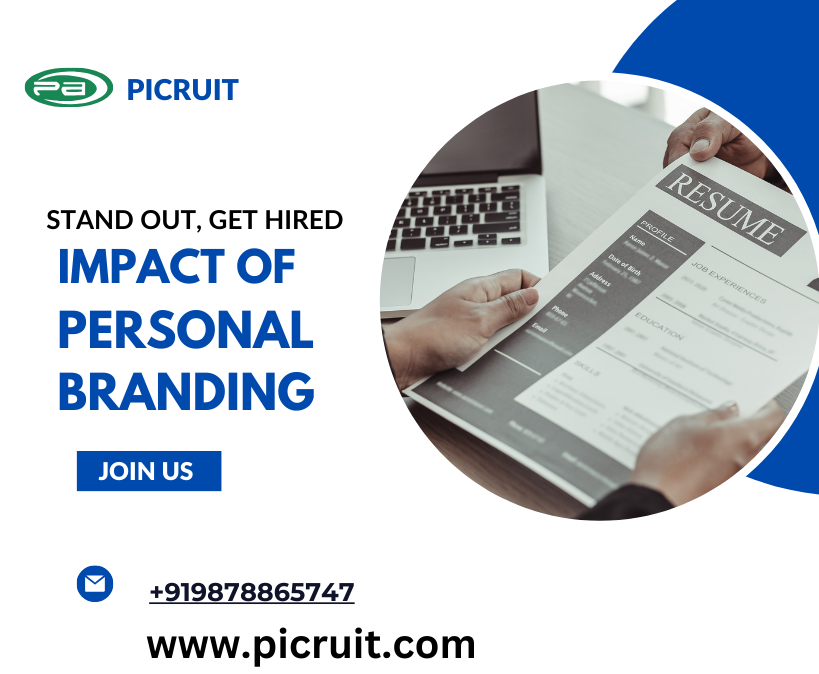 Pa PICRUIT
STAND OUT, GET HIRED
IMPACT OF
PERSONAL
BRANDING
JOIN US
+919878865747
www.picruit.com
RESUME
PROFILE
Name
Date of Birth
Address
Phone
Email
JOB EXPERIENCES
EDUCATION
SKILLS